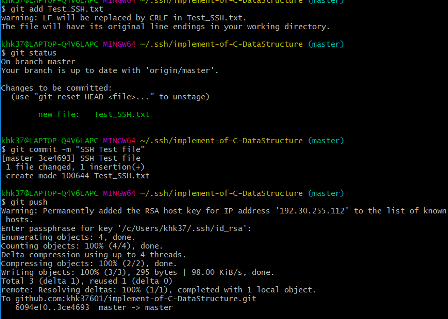 $ git add Test_SSH.txt
warning: LF will be replaced by CRLF in Test_SSH.txt.
The file will have its original line endings in your working directory.
khk37@LAPTOP-Q4V6LAPC MINGW64 ~/.ssh/implement-of-C-DataStructure (master)
$ git status
On branch master
Your branch is up to date with 'origin/master'.
Changes to be committed:
(use "git reset HEAD <file>..." to unstage)
new file: Test_SSH.txt
khk37@LAPTOP-Q4V6LAPC MINGW64 ~/.ssh/implement-of-C-DataStructure (master)
$ git commit -m "SSH Test file"
[master 3ce4693] SSH Test file
1 file changed, 1 insertion(+)
create mode 100644 Test_SSH.txt
khk37@LAPTOP-Q4V6LAPC MINGW64 ~/.ssh/implement-of-C-DataStructure (master)
$ git push
Warning: Permanently added the RSA host key for IP address '192.30.255.112' to the list of known
hosts.
Enter passphrase for key '/c/Users/khk37/.ssh/id_rsa':
Enumerating objects: 4, done.
Counting objects: 100% (4/4), done.
Delta compression using up to 4 threads.
Compressing objects: 100% (2/2), done.
Writing objects: 100% (3/3), 295 bytes | 98.00 KiB/s, done.
Total 3 (delta 1), reused 1 (delta 0)
remote: Resolving deltas: 100% (1/1), completed with 1 local object.
To github.com:khk37601/implement-of-C-DataStructure.git
6094ef0..3ce4693 master -> master